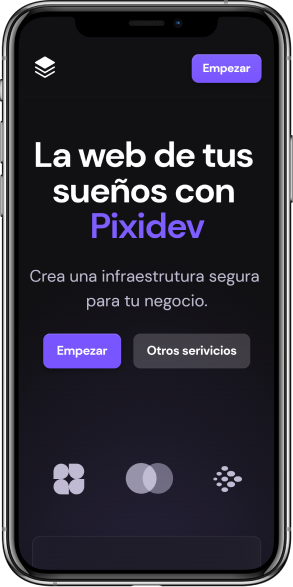 Empezar
La web de tus
sueños con
Pixidev
Crea una infraestrutura segura
para tu negocio.
Empezar
Otros serivicios